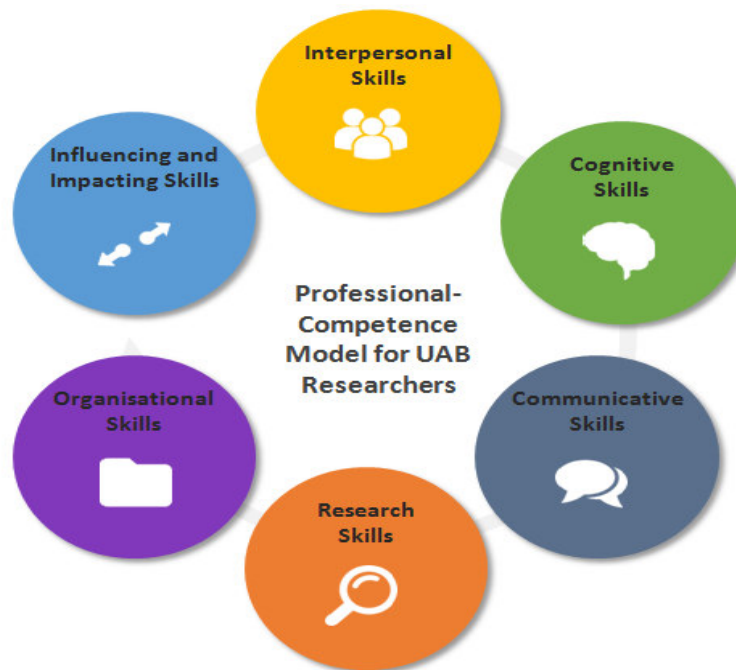 Interpersonal
Skills
Influencing and
Impacting Skills
Cognitive
Skills
Professional-
Competence
Model for UAB
Researchers
Organisational
Skills
Communicative
Skills
Research
Skills